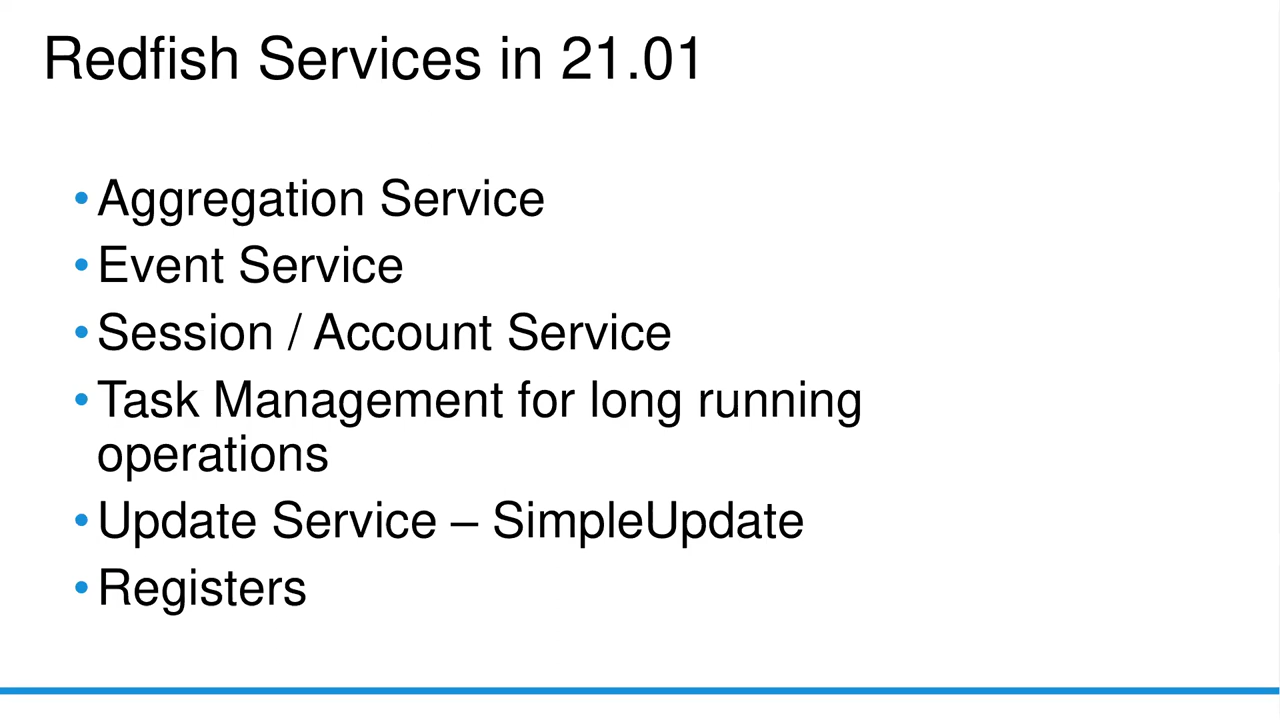 Redfish Services in 21.01
•Aggregation Service
•Event Service
•Session / Account Service
•Task Management for long running
operations
•Update Service – SimpleUpdate
•Registers